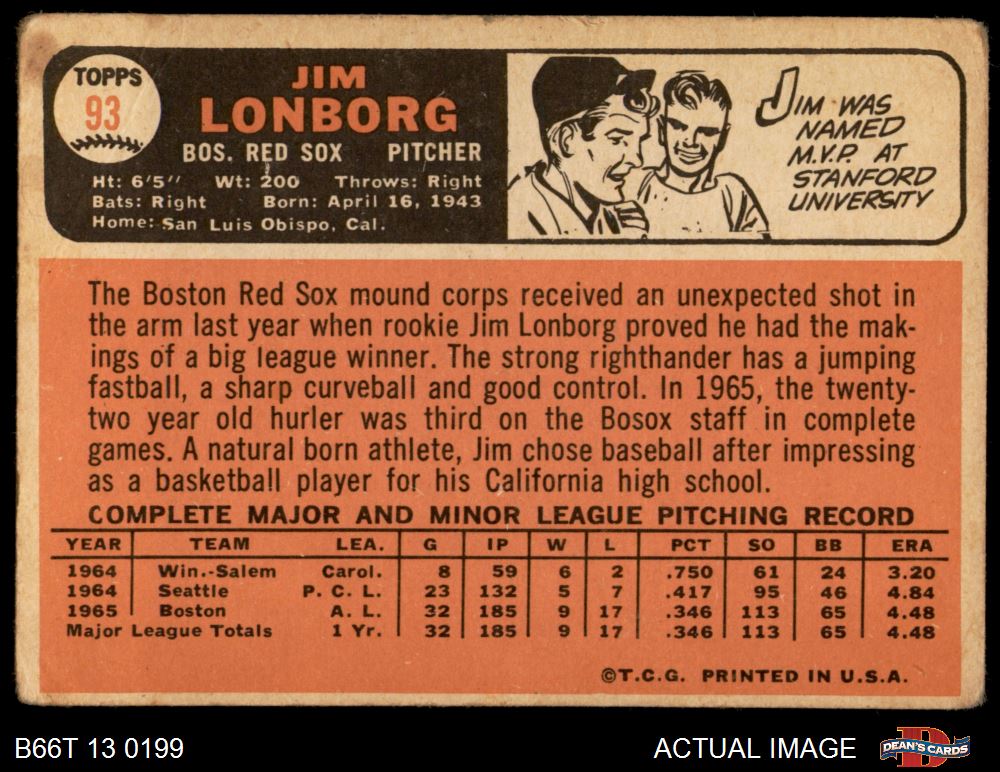 TOPPS
93
JIM
LONBORG
BOS. RED SOX PITCHER
Ht: 6'5" Wt: 200 Throws: Right
Bats: Right Born: April 16, 1943
Home: San Luis Obispo, Cal.
JIM WAS
NAMED
M.V.P. AT
STANFORD
UNIVERSITY
The Boston Red Sox mound corps received an unexpected shot in
the arm last year when rookie Jim Lonborg proved he had the mak-
ings of a big league winner. The strong righthander has a jumping
fastball, a sharp curveball and good control. In 1965, the twenty-
two year old hurler was third on the Bosox staff in complete
games. A natural born athlete, Jim chose baseball after impressing
as a basketball player for his California high school.
COMPLETE MAJOR AND MINOR LEAGUE PITCHING RECORD
YEAR TEAM LEA. G IP W L PCT SO BB ERA
1964 Win.-Salem Carol. 8 59 6 2 .750 61 24 3.20
1964 Seattle P. C. L. 23 132 5 7 .417 95 46 4.84
1965 Boston A. L. 32 185 9 17 .346 113 65 4.48
Major League Totals 1 Yr. 32 185 9 17 .346 113 65 4.48
©T.C.G. PRINTED IN U.S.A.
B66T 13 0199
ACTUAL IMAGE
D
DEAN'S CARDS